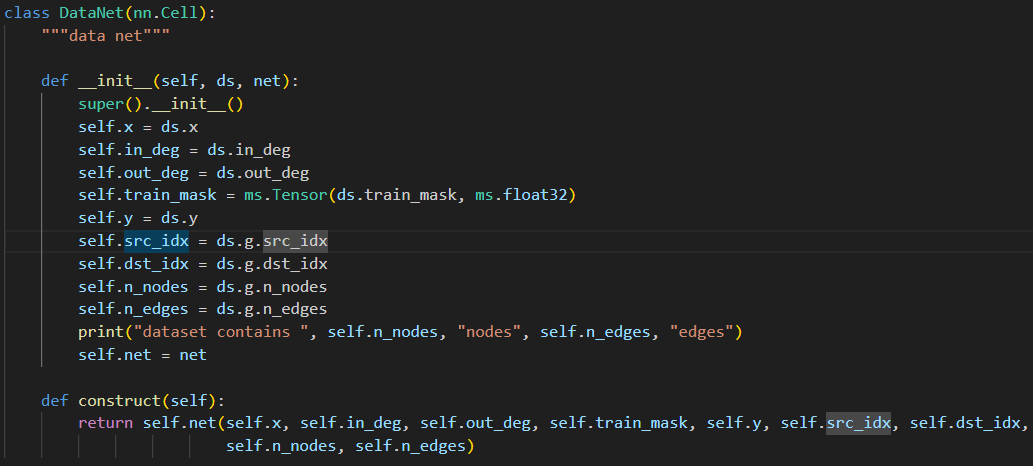 class DataNet(nn.Cell):
    """data net"""

    def __init__(self, ds, net):
        super().__init__()
        self.x = ds.x
        self.in_deg = ds.in_deg
        self.out_deg = ds.out_deg
        self.train_mask = ms.Tensor(ds.train_mask, ms.float32)
        self.y = ds.y
        self.src_idx = ds.g.src_idx
        self.dst_idx = ds.g.dst_idx
        self.n_nodes = ds.g.n_nodes
        self.n_edges = ds.g.n_edges
        print("dataset contains ", self.n_nodes, "nodes", self.n_edges, "edges")
        self.net = net

    def construct(self):
        return self.net(self.x, self.in_deg, self.out_deg, self.train_mask, self.y, self.src_idx, self.dst_idx,
                        self.n_nodes, self.n_edges)